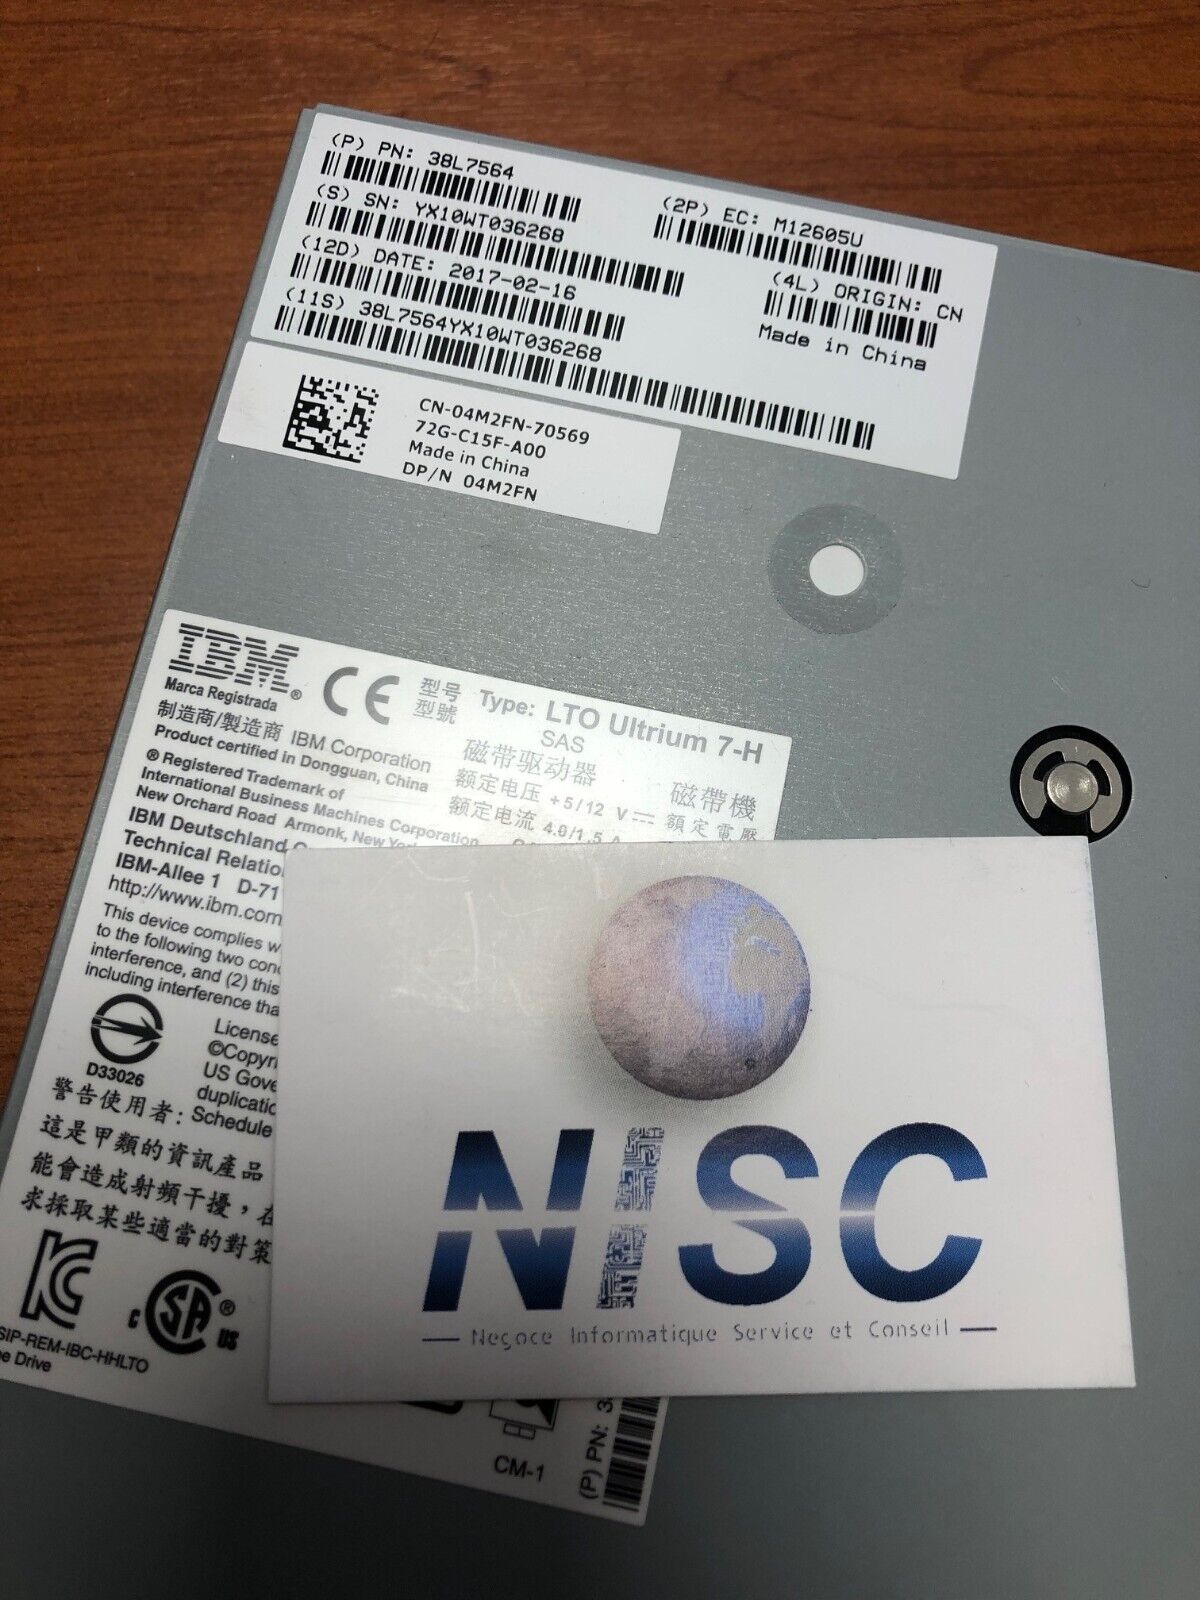 (P) PN: 38L7564
(S) SN: YX10WT036268
(12D) DATE: 2017-02-16
(11S) 38L7564YX10WT036268
(2P) EC: M12605U
(4L) ORIGIN: CN
Made in China
CN-04M2FN-70569
72G-C15F-A00
Made in China
DP/N 04M2FN
IBM®
Marca Registrada
CE
型号
型號
Type: LTO Ultrium 7-H
SAS
制造商/製造商 IBM Corporation
Product certified in Dongguan, China
磁带驱动器 磁帶機
额定电压 +5/12 V 額定電壓
额定电流 4.0/1.5 A
® Registered Trademark of
International Business Machines Corporation
New Orchard Road Armonk, New
IBM Deutschland
Technical
IBM-Allee 1 D-71
http://www.ibm.com
This device complies
to the following two
interference, and (2) this
including interference
D33026
License
US
Schedule
警告使用者:
這是甲類的資訊產品
能會造成射頻干擾,在
求採取某些適當的對策
KC
C SA® US
SIP-REM-IBC-HHLTO
Drive
CM-1
(P) PN: 3
NISC
Negoce Informatique Service et Conseil